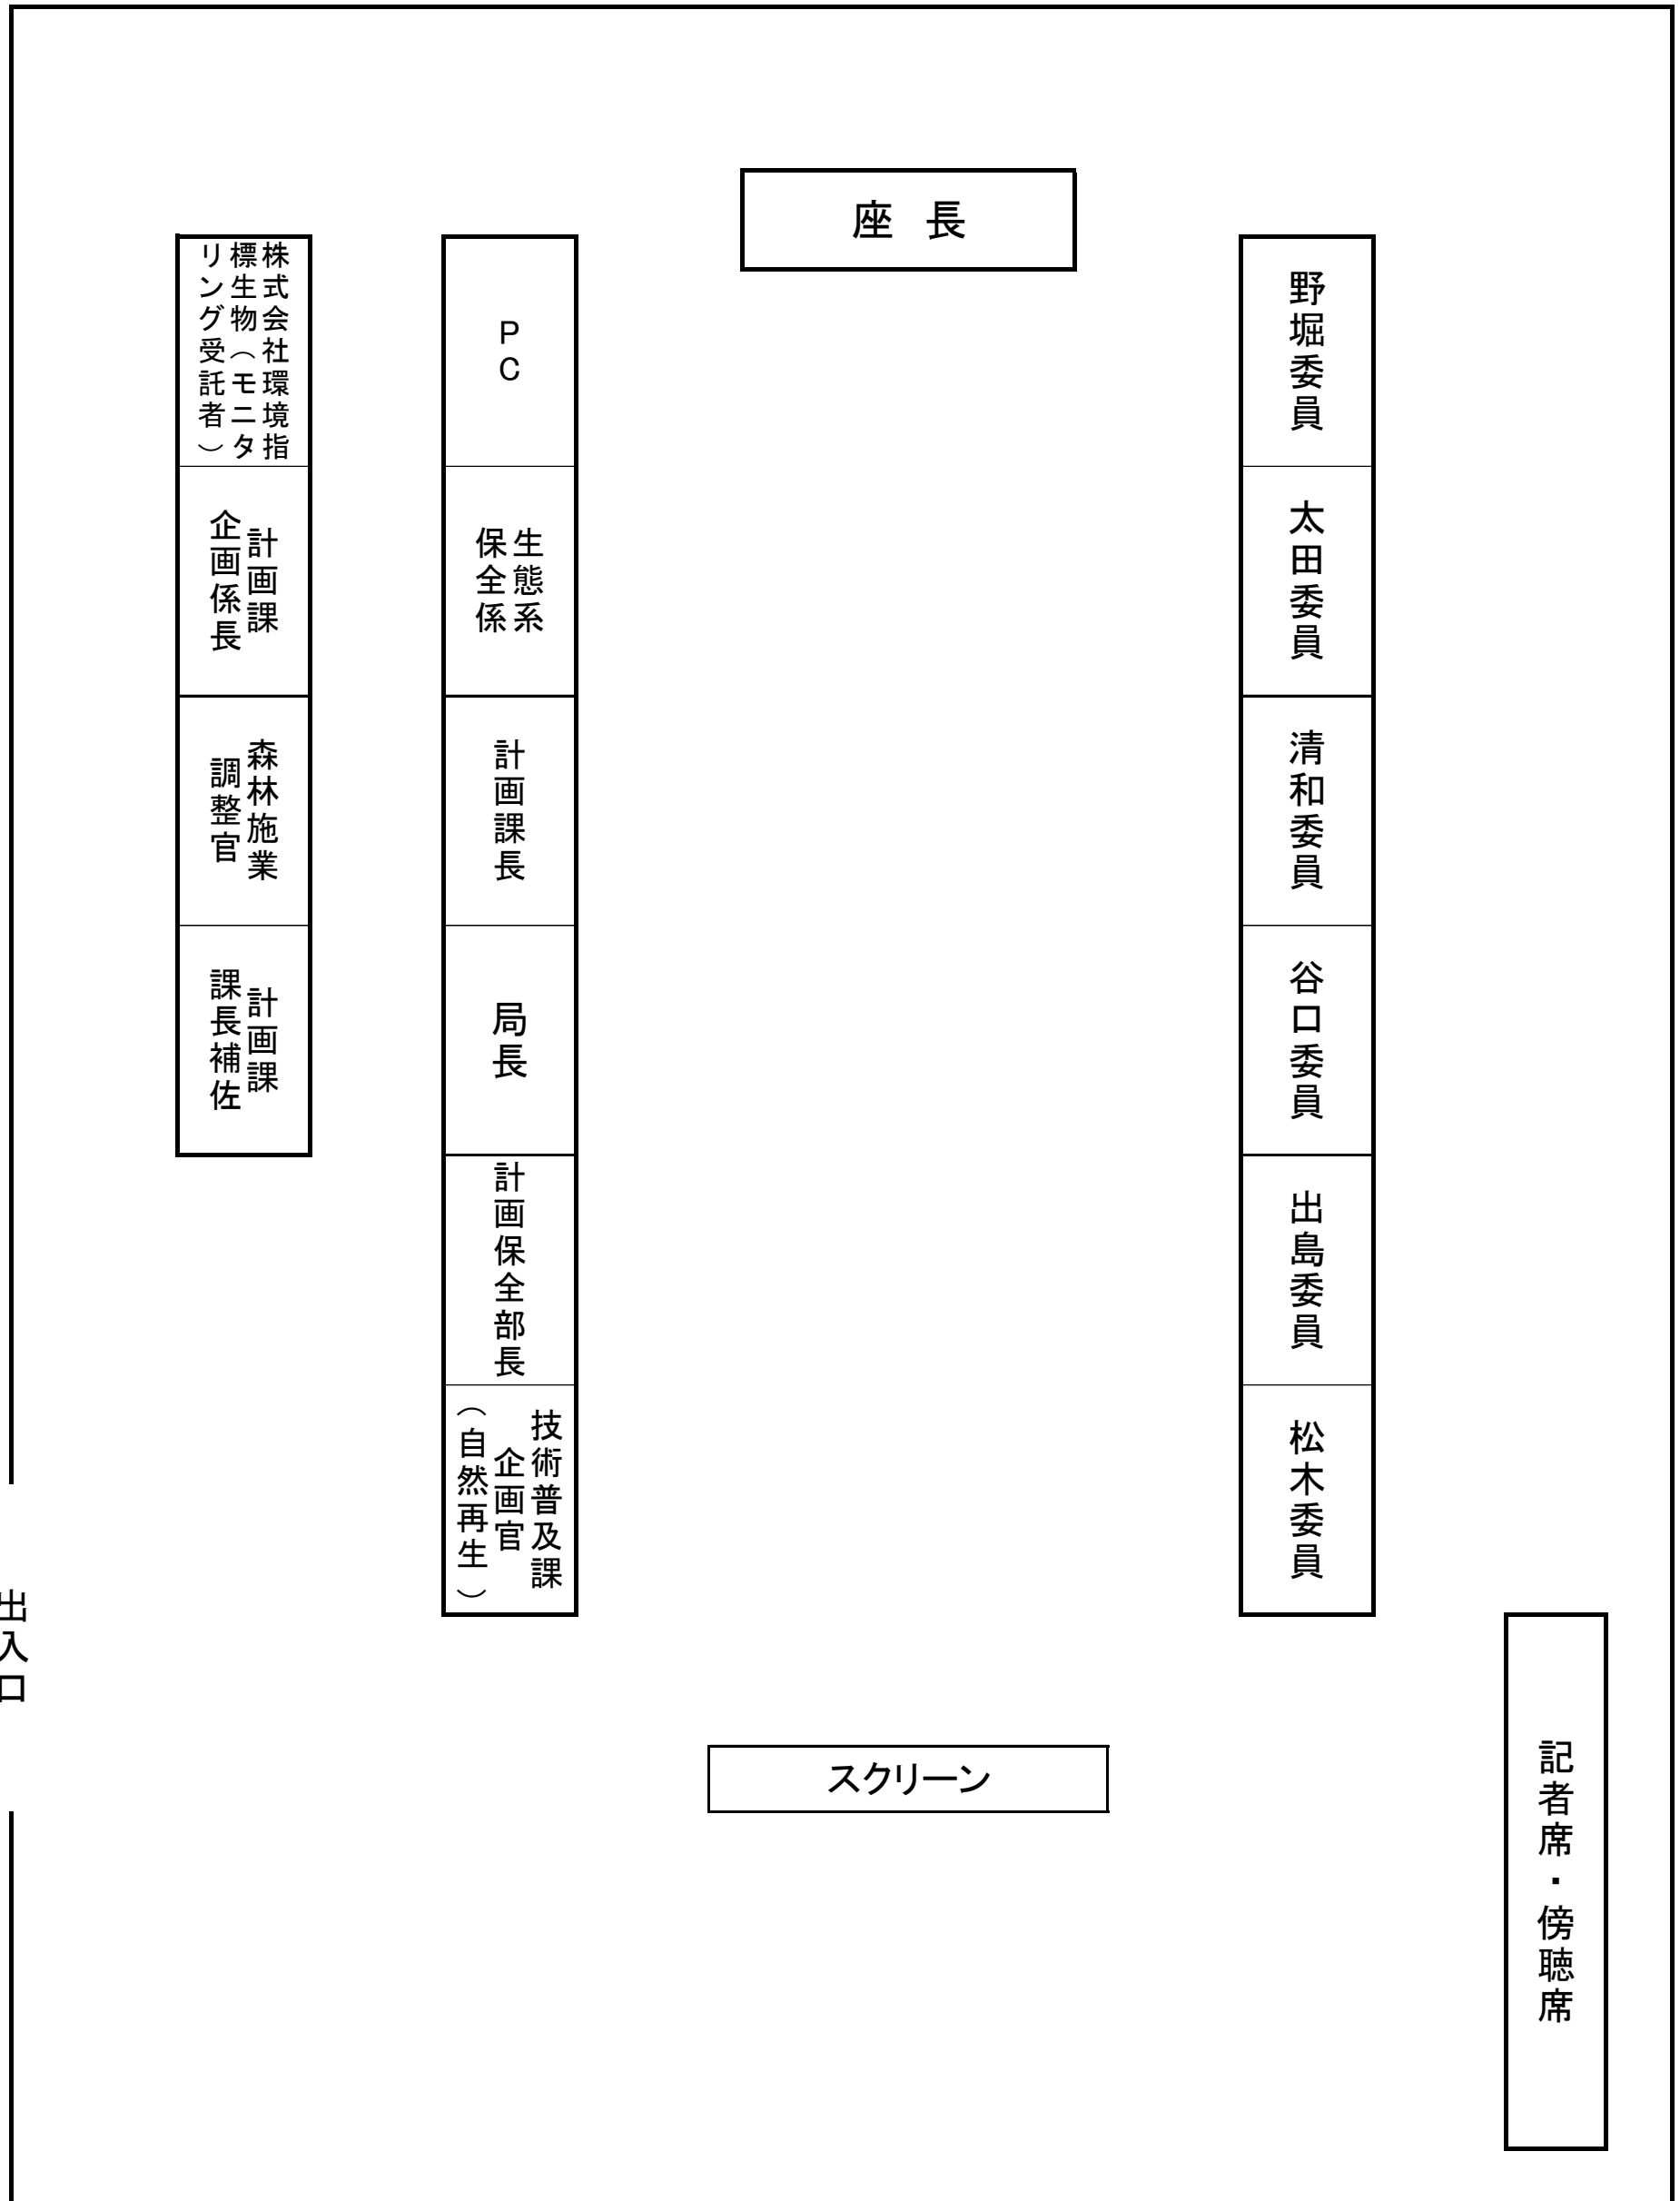 座長
株式会社環境指
標生物（モニタ
リング受託者）
計画課
企画係長
森林施業
調整官
計画課
課長補佐
PC
生態系
保全係
計画課長
局長
計画保全部長
技術普及課
企画官
（自然再生）
野堀委員
太田委員
清和委員
谷口委員
出島委員
松木委員
出入口
スクリーン
記者席・傍聴席